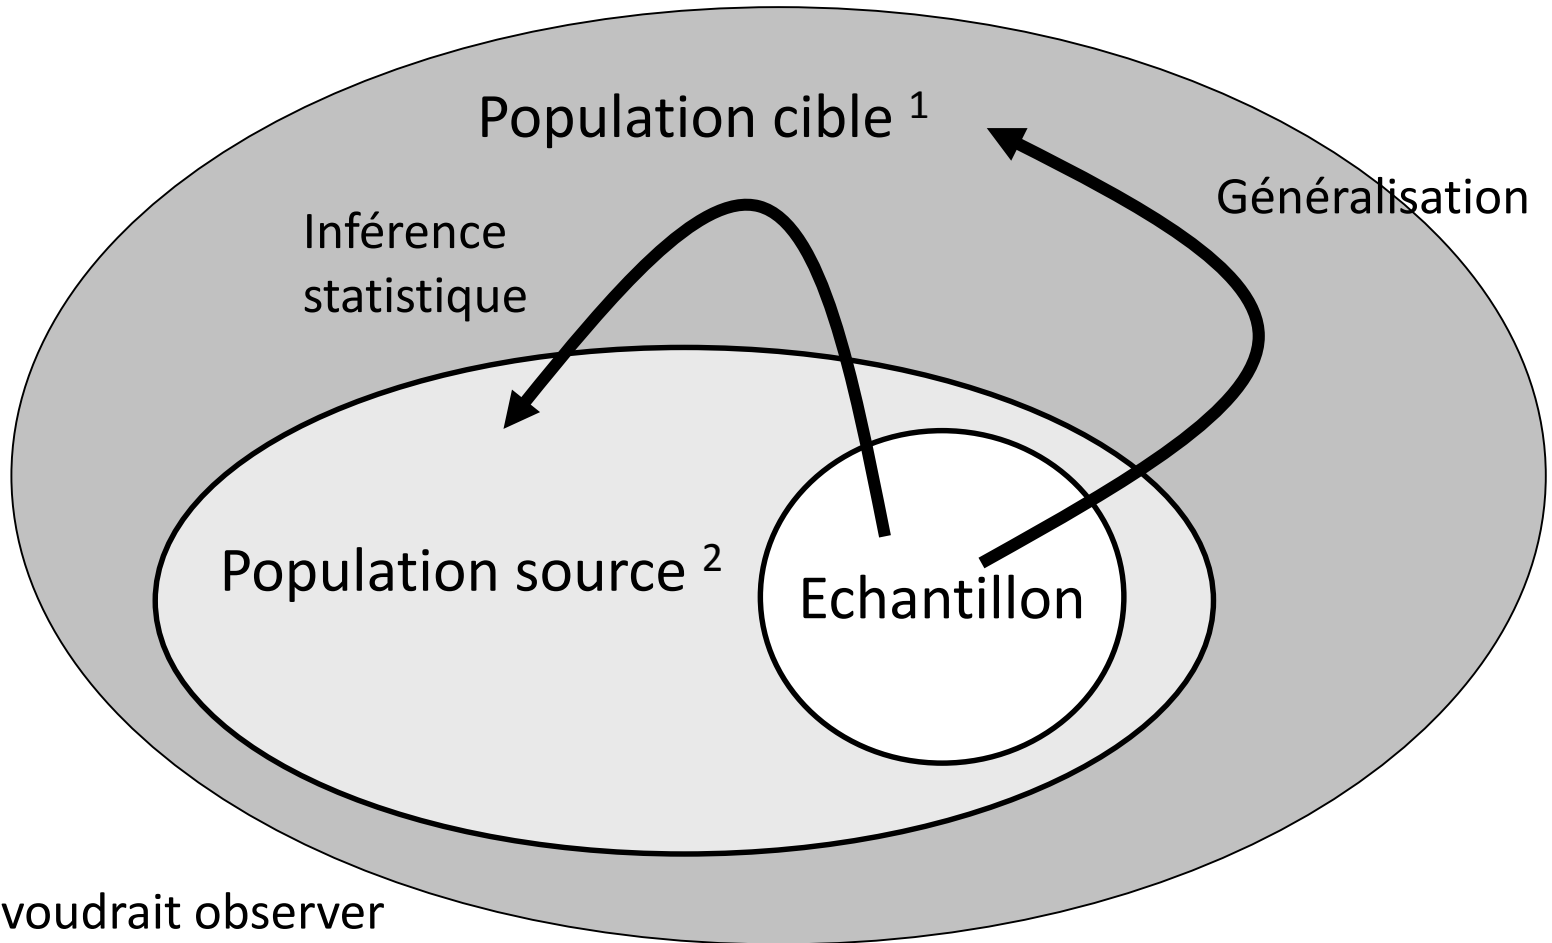 Population cible ¹
Généralisation
Inférence
statistique
Population source ²
Echantillon
voudrait observer